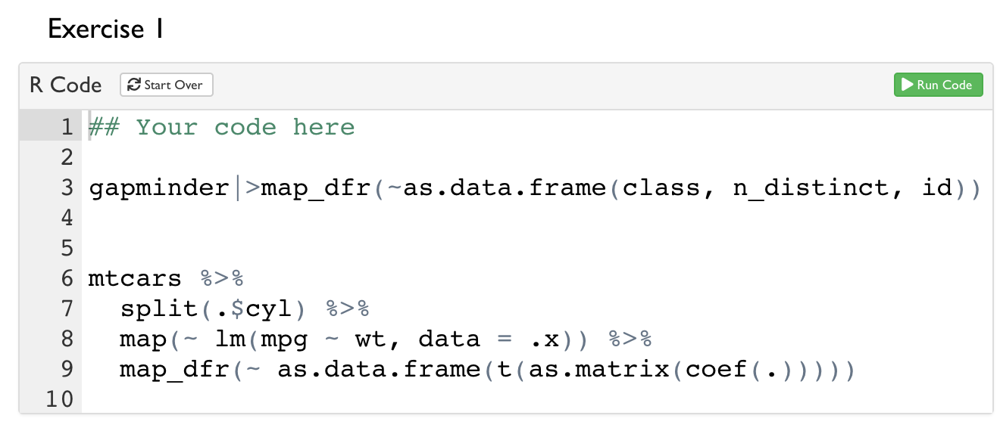 Exercise 1
R Code Start Over Run Code
1 ## Your code here
2
3 gapminder|>map_dfr(~as.data.frame(class, n_distinct, id))
4
5
6 mtcars %>%
7   split(.$cyl) %>%
8   map(~ lm(mpg ~ wt, data = .x)) %>%
9   map_dfr(~ as.data.frame(t(as.matrix(coef(.)))))
10